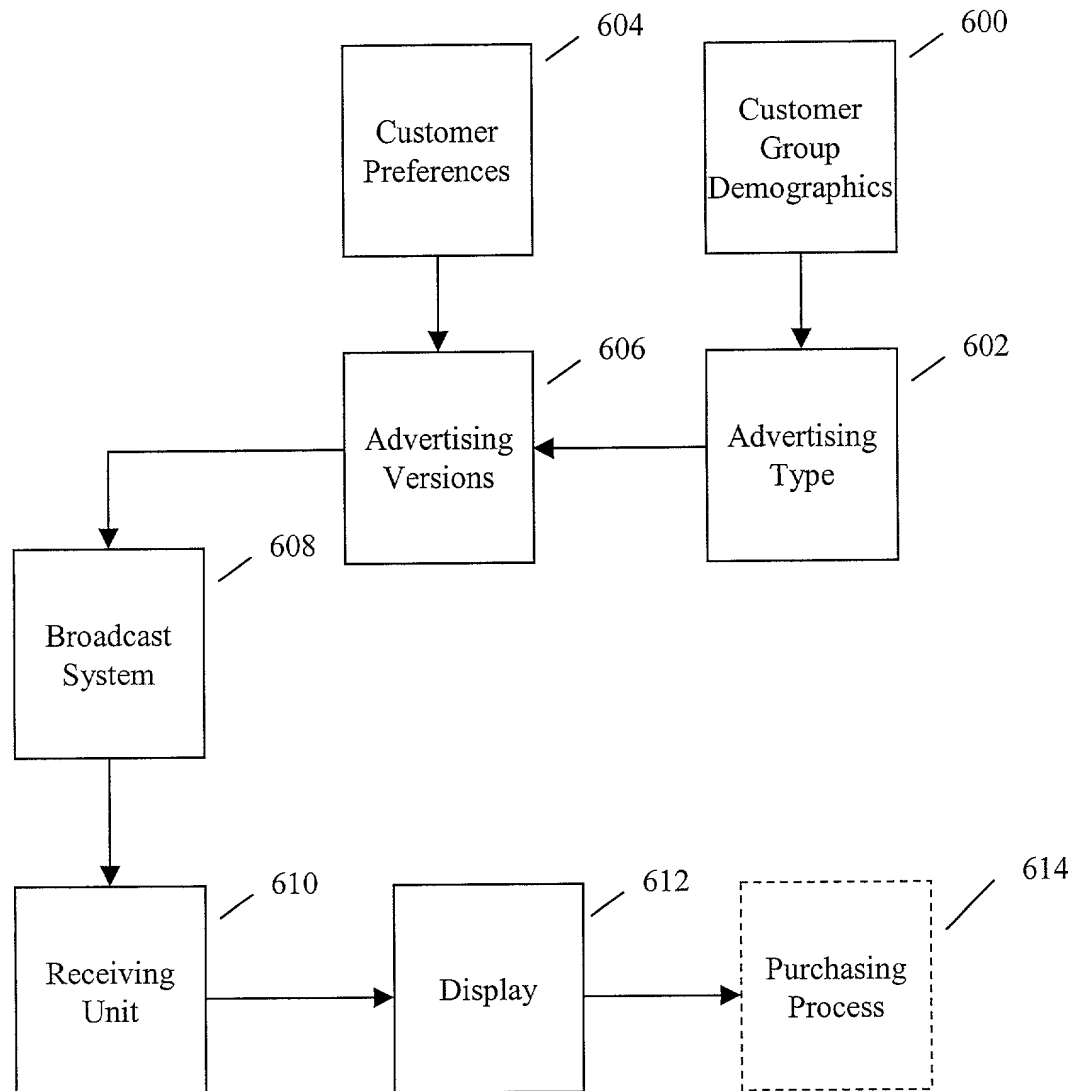 604
600
Customer
Preferences
Customer
Group
Demographics
606
602
Advertising
Versions
Advertising
Type
608
Broadcast
System
610
612
614
Receiving
Unit
Display
Purchasing
Process